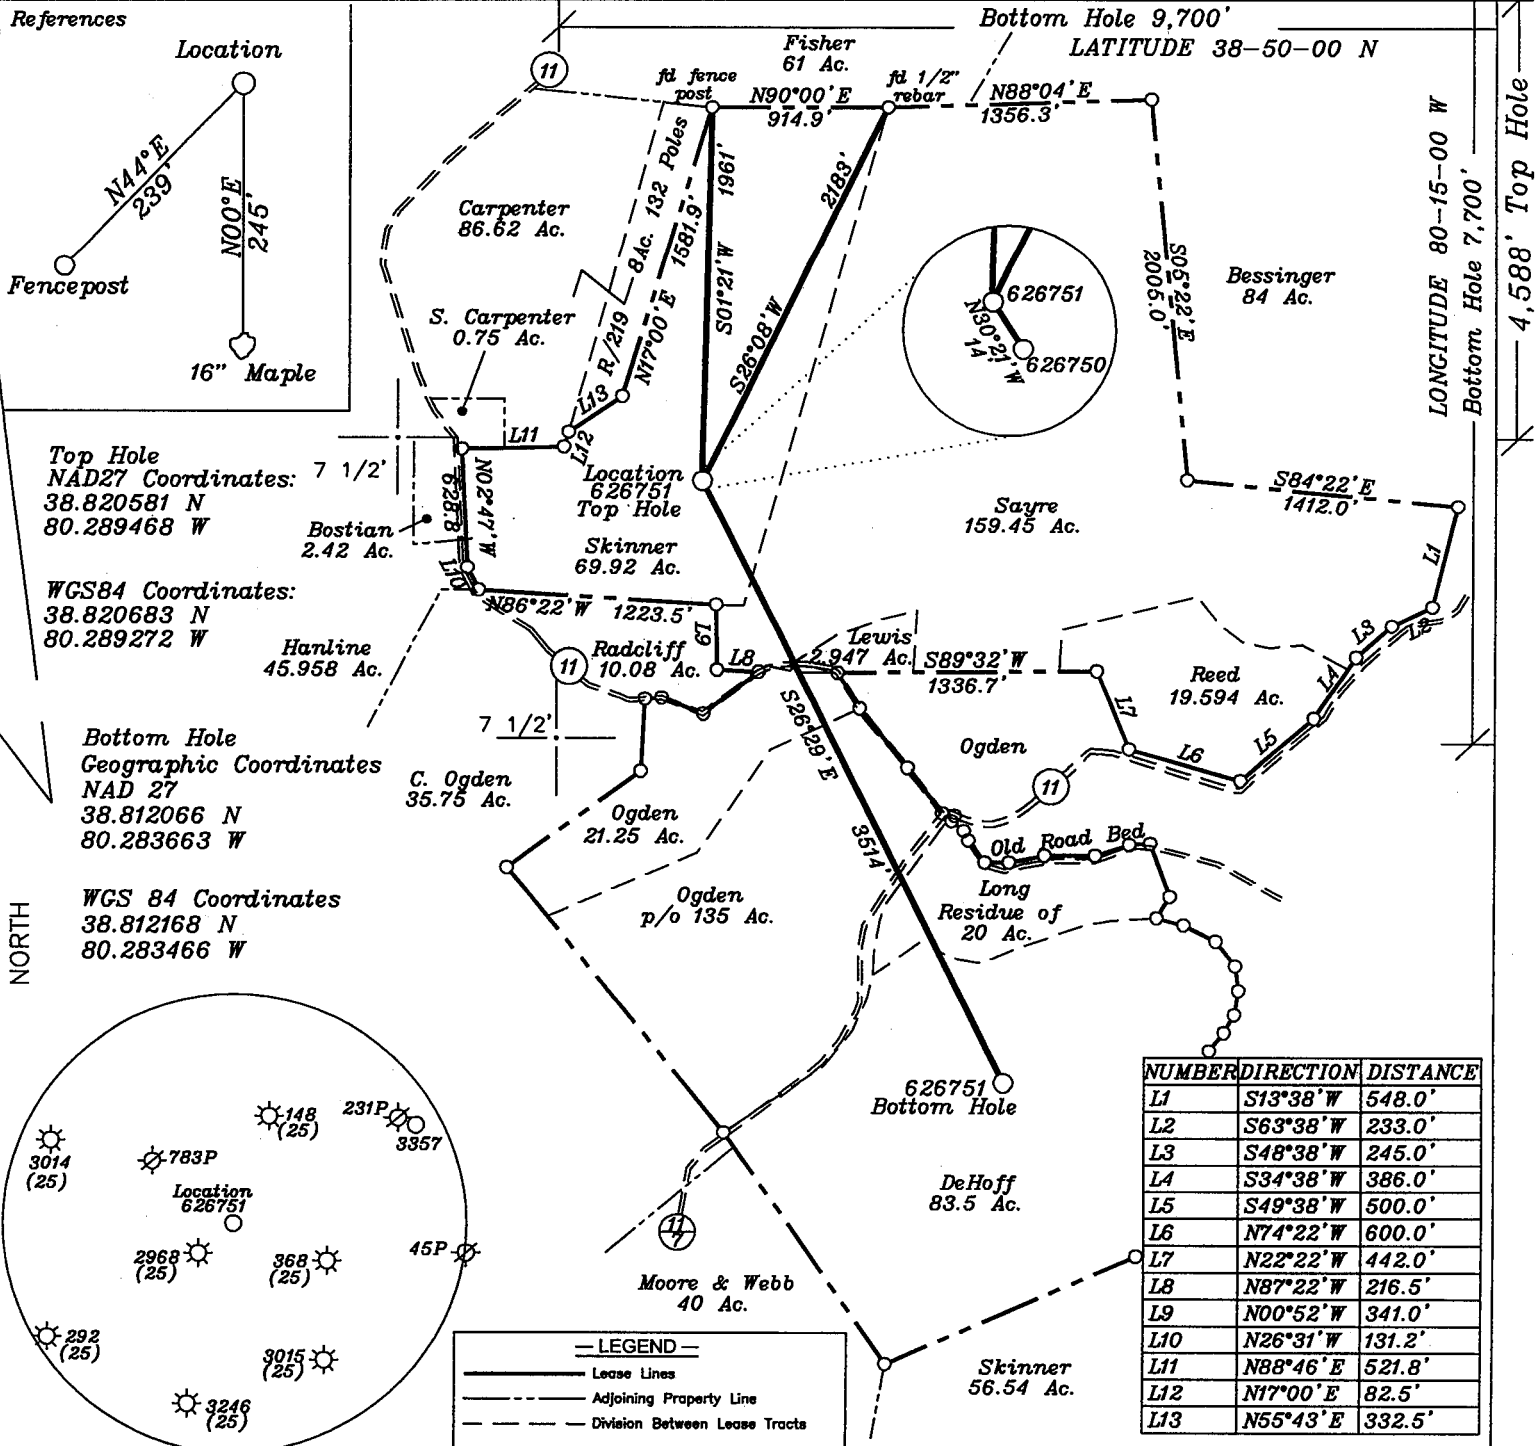 References
Location
N44°E
239'
N00°E
245'
Fencepost
16" Maple
Bottom Hole 9,700'
LATITUDE 38-50-00 N
LONGITUDE 80-15-00 W
Bottom Hole 7,700'
4,588' Top Hole
11
Fisher
61 Ac.
fd fence
post
N90°00'E
914.9'
fd 1/2"
rebar
N88°04'E
1356.3'
Carpenter
86.62 Ac.
R/219 8Ac. 132 Poles
N17°00'E 1581.9'
S01°21'W 1961'
S26°08'W 2183'
S05°22'E
2005.0'
Bessinger
84 Ac.
626751
N30°21'W
14'
626750
S. Carpenter
0.75 Ac.
L13
L11
L12
Top Hole
NAD27 Coordinates:
38.820581 N
80.289468 W
7 1/2'
N02°47'W
628.8'
Location
626751
Top Hole
S84°22'E
1412.0'
Sayre
159.45 Ac.
Bostian
2.42 Ac.
Skinner
69.92 Ac.
L10
L1
WGS84 Coordinates:
38.820683 N
80.289272 W
N86°22'W 1223.5'
L9
L2
L3
Hanline
45.958 Ac.
11
Radcliff
10.08 Ac.
L8
Lewis
2.947 Ac.
S89°32'W
1336.7'
Reed
19.594 Ac.
L4
L7
L5
L6
7 1/2'
S26°29'E
3514'
Ogden
11
Bottom Hole
Geographic Coordinates
NAD 27
38.812066 N
80.283663 W
C. Ogden
35.75 Ac.
Ogden
21.25 Ac.
Old Road Bed
WGS 84 Coordinates
38.812168 N
80.283466 W
Ogden
p/o 135 Ac.
Long
Residue of
20 Ac.
NORTH
626751
Bottom Hole
148
(25)
231P
3357
3014
(25)
783P
Location
626751
2968
(25)
368
(25)
45P
292
(25)
3015
(25)
3246
(25)
DeHoff
83.5 Ac.
11
7
Moore & Webb
40 Ac.
Skinner
56.54 Ac.
LEGEND
Lease Lines
Adjoining Property Line
Division Between Lease Tracts
NUMBER DIRECTION DISTANCE
L1 S13°38'W 548.0'
L2 S63°38'W 233.0'
L3 S48°38'W 245.0'
L4 S34°38'W 386.0'
L5 S49°38'W 500.0'
L6 N74°22'W 600.0'
L7 N22°22'W 442.0'
L8 N87°22'W 216.5'
L9 N00°52'W 341.0'
L10 N26°31'W 131.2'
L11 N88°46'E 521.8'
L12 N17°00'E 82.5'
L13 N55°43'E 332.5'